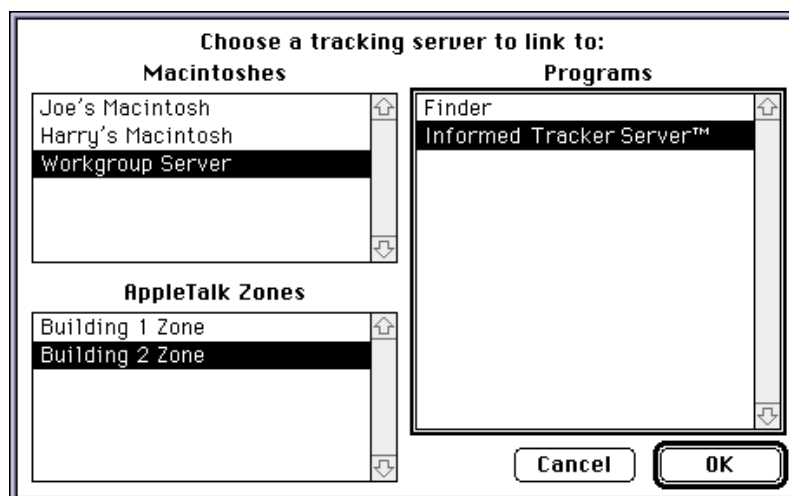 Choose a tracking server to link to:
Macintoshes
Joe's Macintosh
Harry's Macintosh
Workgroup Server
AppleTalk Zones
Building 1 Zone
Building 2 Zone
Programs
Finder
Informed Tracker Server™
Cancel
OK